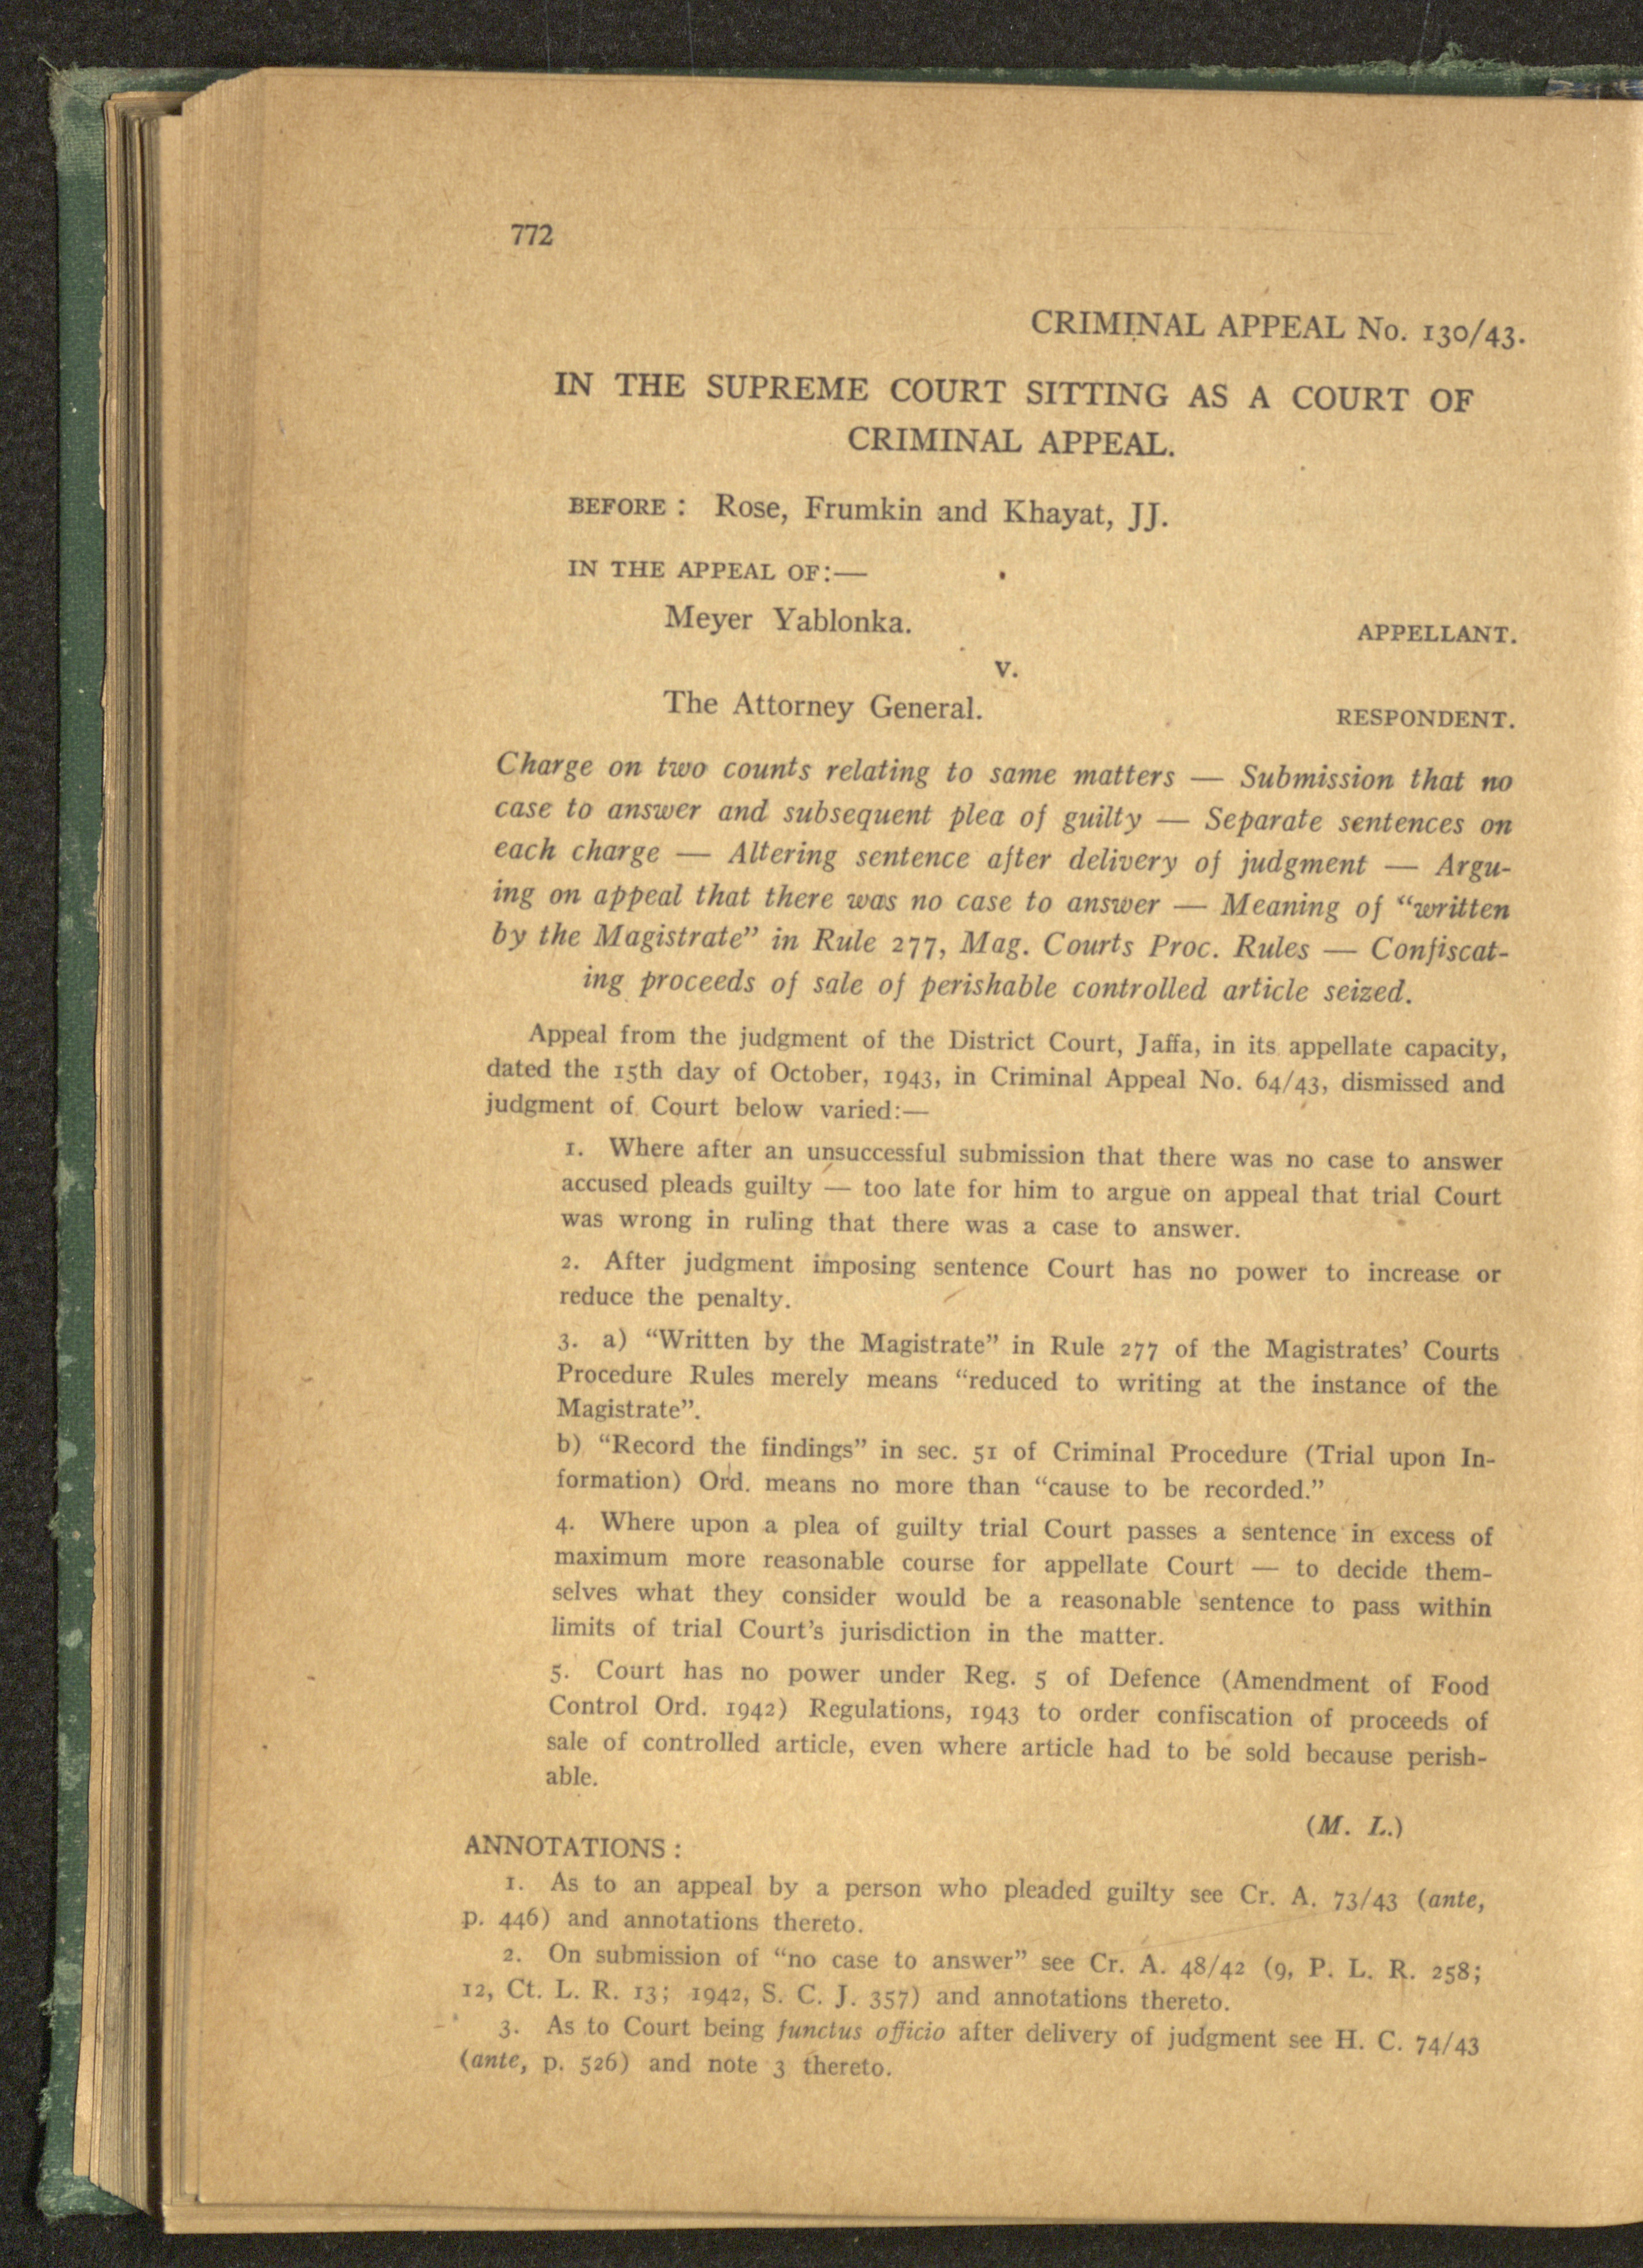 772
CRIMINAL APPEAL No. 130/43.
IN THE SUPREME COURT SITTING AS A COURT OF
CRIMINAL APPEAL.
BEFORE : Rose, Frumkin and Khayat, JJ.
IN THE APPEAL OF:—
Meyer Yablonka. APPELLANT.
v.
The Attorney General. RESPONDENT.
Charge on two counts relating to same matters — Submission that no
case to answer and subsequent plea of guilty — Separate sentences on
each charge — Altering sentence after delivery of judgment — Argu-
ing on appeal that there was no case to answer — Meaning of “written
by the Magistrate” in Rule 277, Mag. Courts Proc. Rules — Confiscat-
ing proceeds of sale of perishable controlled article seized.
Appeal from the judgment of the District Court, Jaffa, in its appellate capacity,
dated the 15th day of October, 1943, in Criminal Appeal No. 64/43, dismissed and
judgment of Court below varied:—
1. Where after an unsuccessful submission that there was no case to answer
accused pleads guilty — too late for him to argue on appeal that trial Court
was wrong in ruling that there was a case to answer.
2. After judgment imposing sentence Court has no power to increase or
reduce the penalty.
3. a) “Written by the Magistrate” in Rule 277 of the Magistrates’ Courts
Procedure Rules merely means “reduced to writing at the instance of the
Magistrate”.
b) “Record the findings” in sec. 51 of Criminal Procedure (Trial upon In-
formation) Ord. means no more than “cause to be recorded.”
4. Where upon a plea of guilty trial Court passes a sentence in excess of
maximum more reasonable course for appellate Court — to decide them-
selves what they consider would be a reasonable sentence to pass within
limits of trial Court’s jurisdiction in the matter.
5. Court has no power under Reg. 5 of Defence (Amendment of Food
Control Ord. 1942) Regulations, 1943 to order confiscation of proceeds of
sale of controlled article, even where article had to be sold because perish-
able.
(M. L.)
ANNOTATIONS :
1. As to an appeal by a person who pleaded guilty see Cr. A. 73/43 (ante,
p. 446) and annotations thereto.
2. On submission of “no case to answer” see Cr. A. 48/42 (9, P. L. R. 258;
12, Ct. L. R. 13; 1942, S. C. J. 357) and annotations thereto.
3. As to Court being functus officio after delivery of judgment see H. C. 74/43
(ante, p. 526) and note 3 thereto.